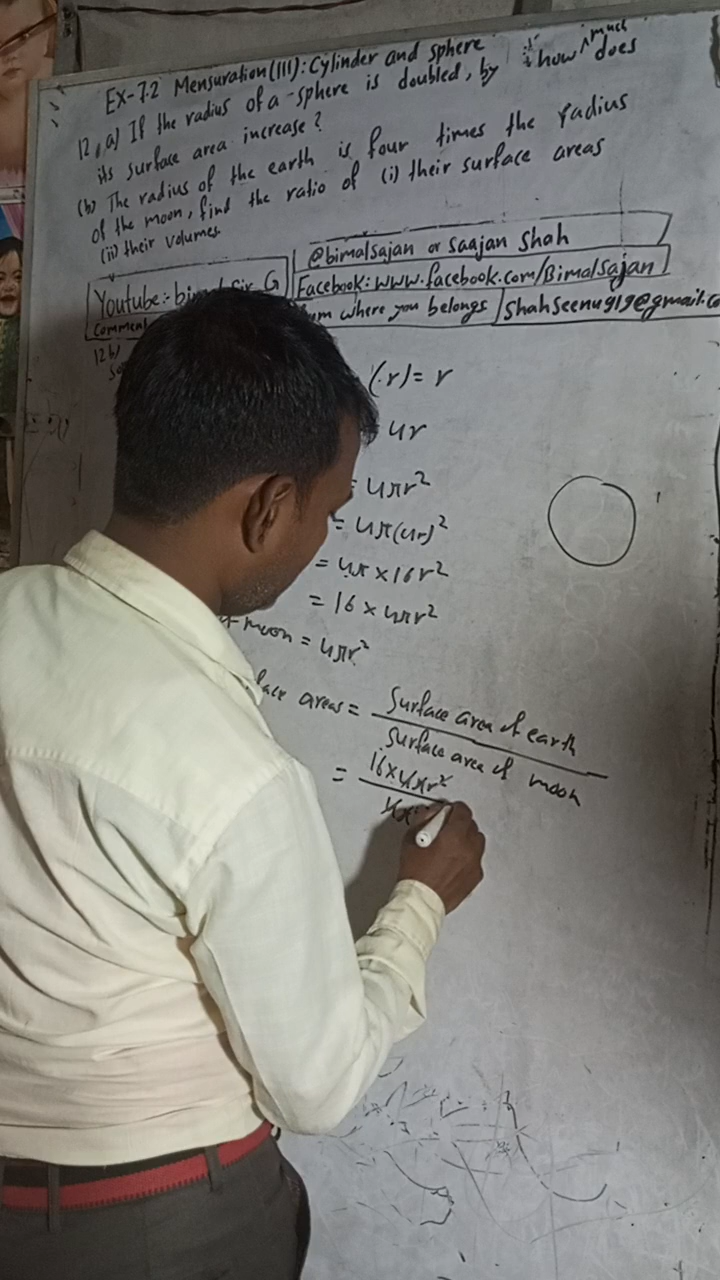 EX-7.2 Mensuration(III): Cylinder and sphere
12, a) If the radius of a sphere is doubled, by how much does
its surface area increase?
(b) The radius of the earth is four times the radius
of the moon, find the ratio of (i) their surface areas
(ii) their volumes.
@bimalsajan or Saajan Shah
Youtube:- Sir G
Facebook: www.facebook.com/Bimalsajan
where you belongs
12 b)
(r) = r
4r
= 4πr²
= 4π(4r)²
= 4π × 16r²
= 16 × 4πr²
moon = 4πr²
areas = Surface area of earth
Surface area of moon
= 16×4πr²